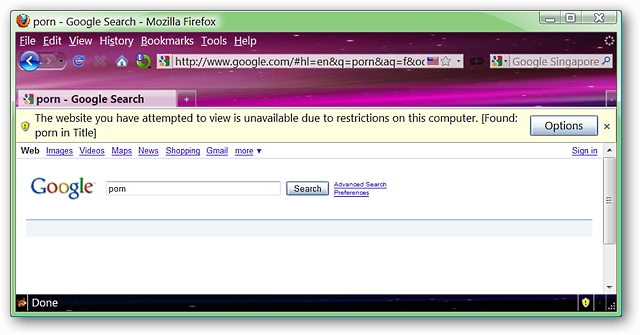 porn - Google Search - Mozilla Firefox
File Edit View History Bookmarks Tools Help
http://www.google.com/#hl=en&q=porn&aq=f&oc
Google Singapore
porn - Google Search
The website you have attempted to view is unavailable due to restrictions on this computer. [Found:
porn in Title]
Options
Web Images Videos Maps News Shopping Gmail more ▼ Sign in
Google porn Search Advanced Search
Preferences
Done